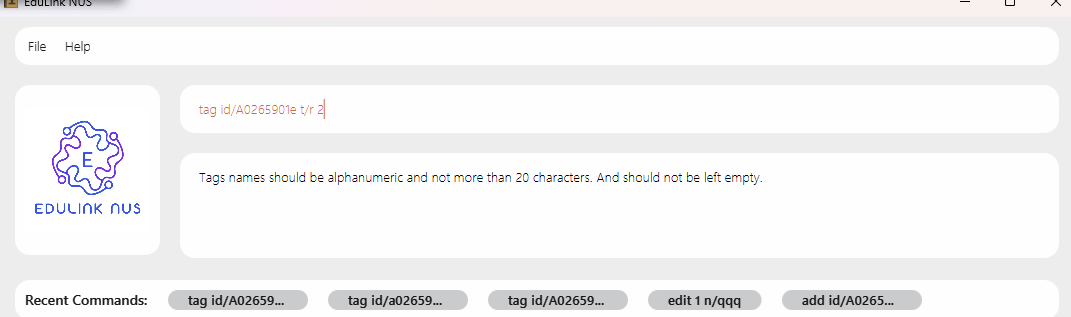 EduLink NUS
File Help
tag id/A0265901e t/r 2
E
EDULINK NUS
Tags names should be alphanumeric and not more than 20 characters. And should not be left empty.
Recent Commands: tag id/A02659... tag id/a02659... tag id/A02659... edit 1 n/qqq add id/A0265...